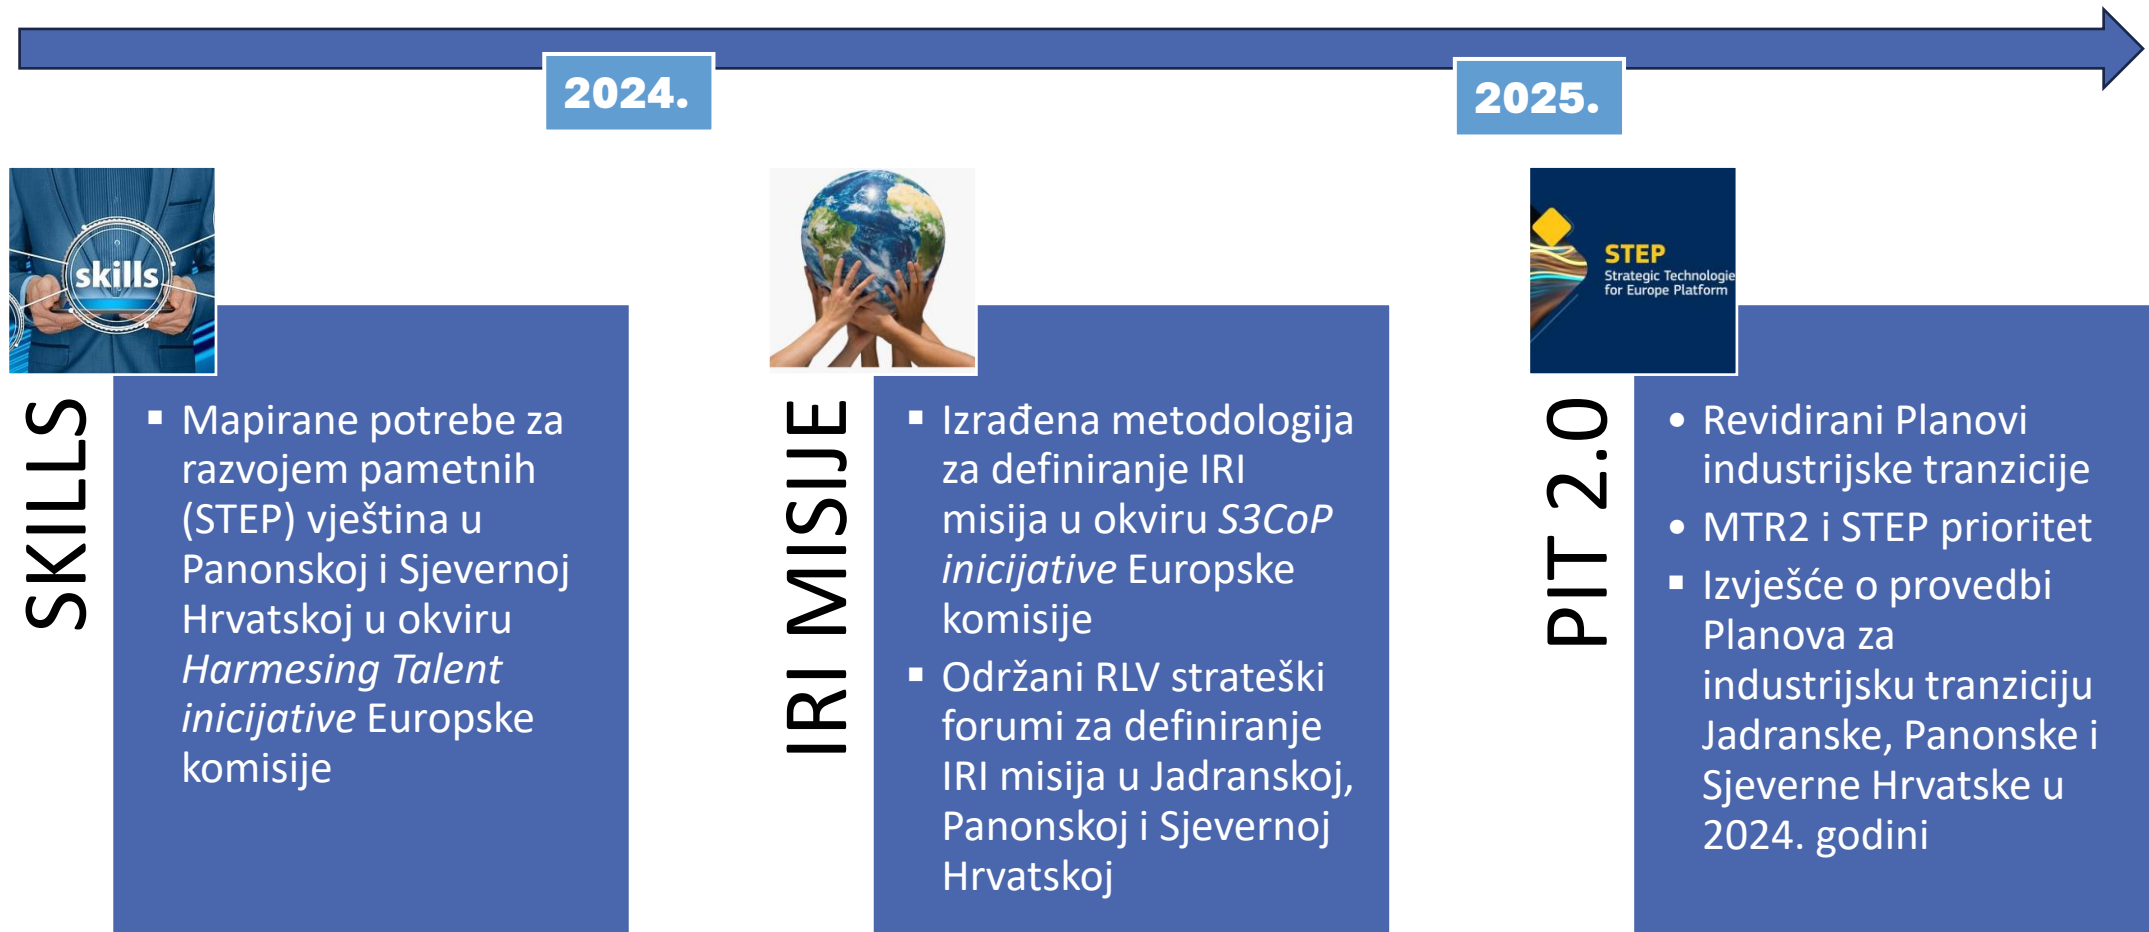 2024.
2025.
skills
SKILLS
▪ Mapirane potrebe za
razvojem pametnih
(STEP) vještina u
Panonskoj i Sjevernoj
Hrvatskoj u okviru
Harmesing Talent
inicijative Europske
komisije
IRI MISIJE
▪ Izrađena metodologija
za definiranje IRI
misija u okviru S3CoP
inicijative Europske
komisije
▪ Održani RLV strateški
forumi za definiranje
IRI misija u Jadranskoj,
Panonskoj i Sjevernoj
Hrvatskoj
STEP
Strategic Technologie
for Europe Platform
PIT 2.0
• Revidirani Planovi
industrijske tranzicije
• MTR2 i STEP prioritet
▪ Izvješće o provedbi
Planova za
industrijsku tranziciju
Jadranske, Panonske i
Sjeverne Hrvatske u
2024. godini